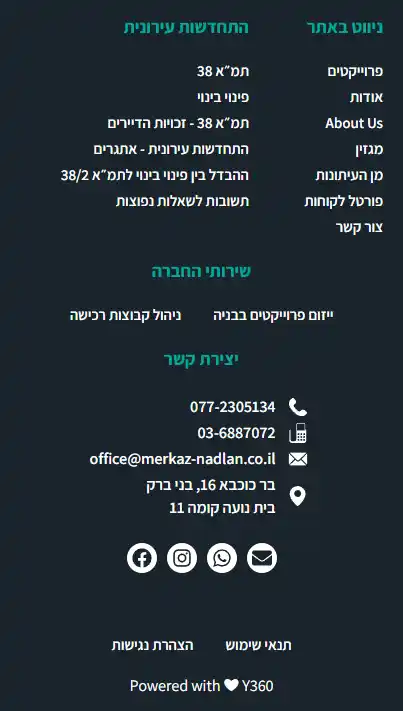 ניווט באתר
פרוייקטים
אודות
About Us
מגזין
מן העיתונות
פורטל לקוחות
צור קשר
התחדשות עירונית
תמ״א 38
פינוי בינוי
תמ״א 38 - זכויות הדיירים
התחדשות עירונית - אתגרים
ההבדל בין פינוי בינוי לתמ״א 38/2
תשובות לשאלות נפוצות
שירותי החברה
ייזום פרוייקטים בבניה
ניהול קבוצות רכישה
יצירת קשר
077-2305134
03-6887072
office@merkaz-nadlan.co.il
בר כוכבא 16, בני ברק
בית נועה קומה 11
תנאי שימוש
הצהרת נגישות
Powered with ♥ Y360